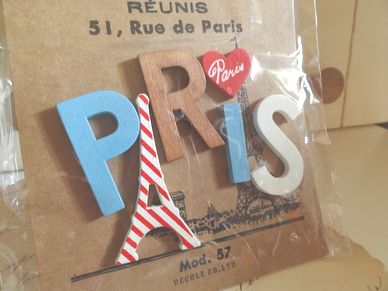 RÉUNIS
51, Rue de Paris
PARIS
Paris
Mod. 57
DECOLE CO.,LTD.